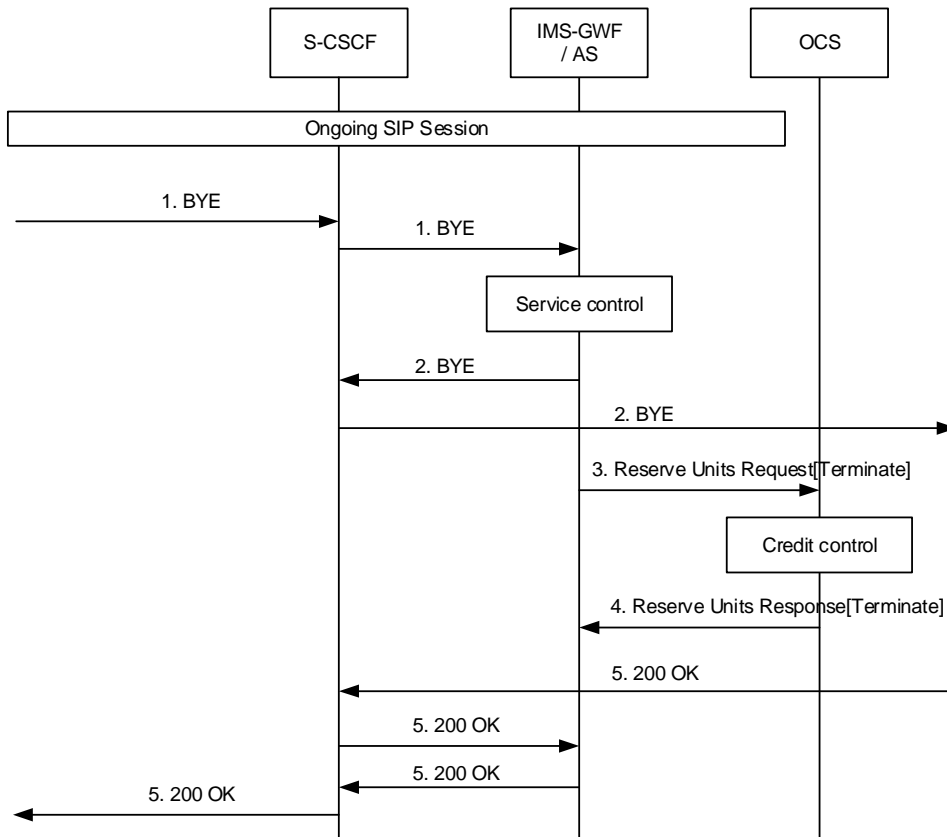 S-CSCF
IMS-GWF
/ AS
OCS
Ongoing SIP Session
1. BYE
1. BYE
Service control
2. BYE
2. BYE
3. Reserve Units Request[Terminate]
Credit control
4. Reserve Units Response[Terminate]
5. 200 OK
5. 200 OK
5. 200 OK
5. 200 OK